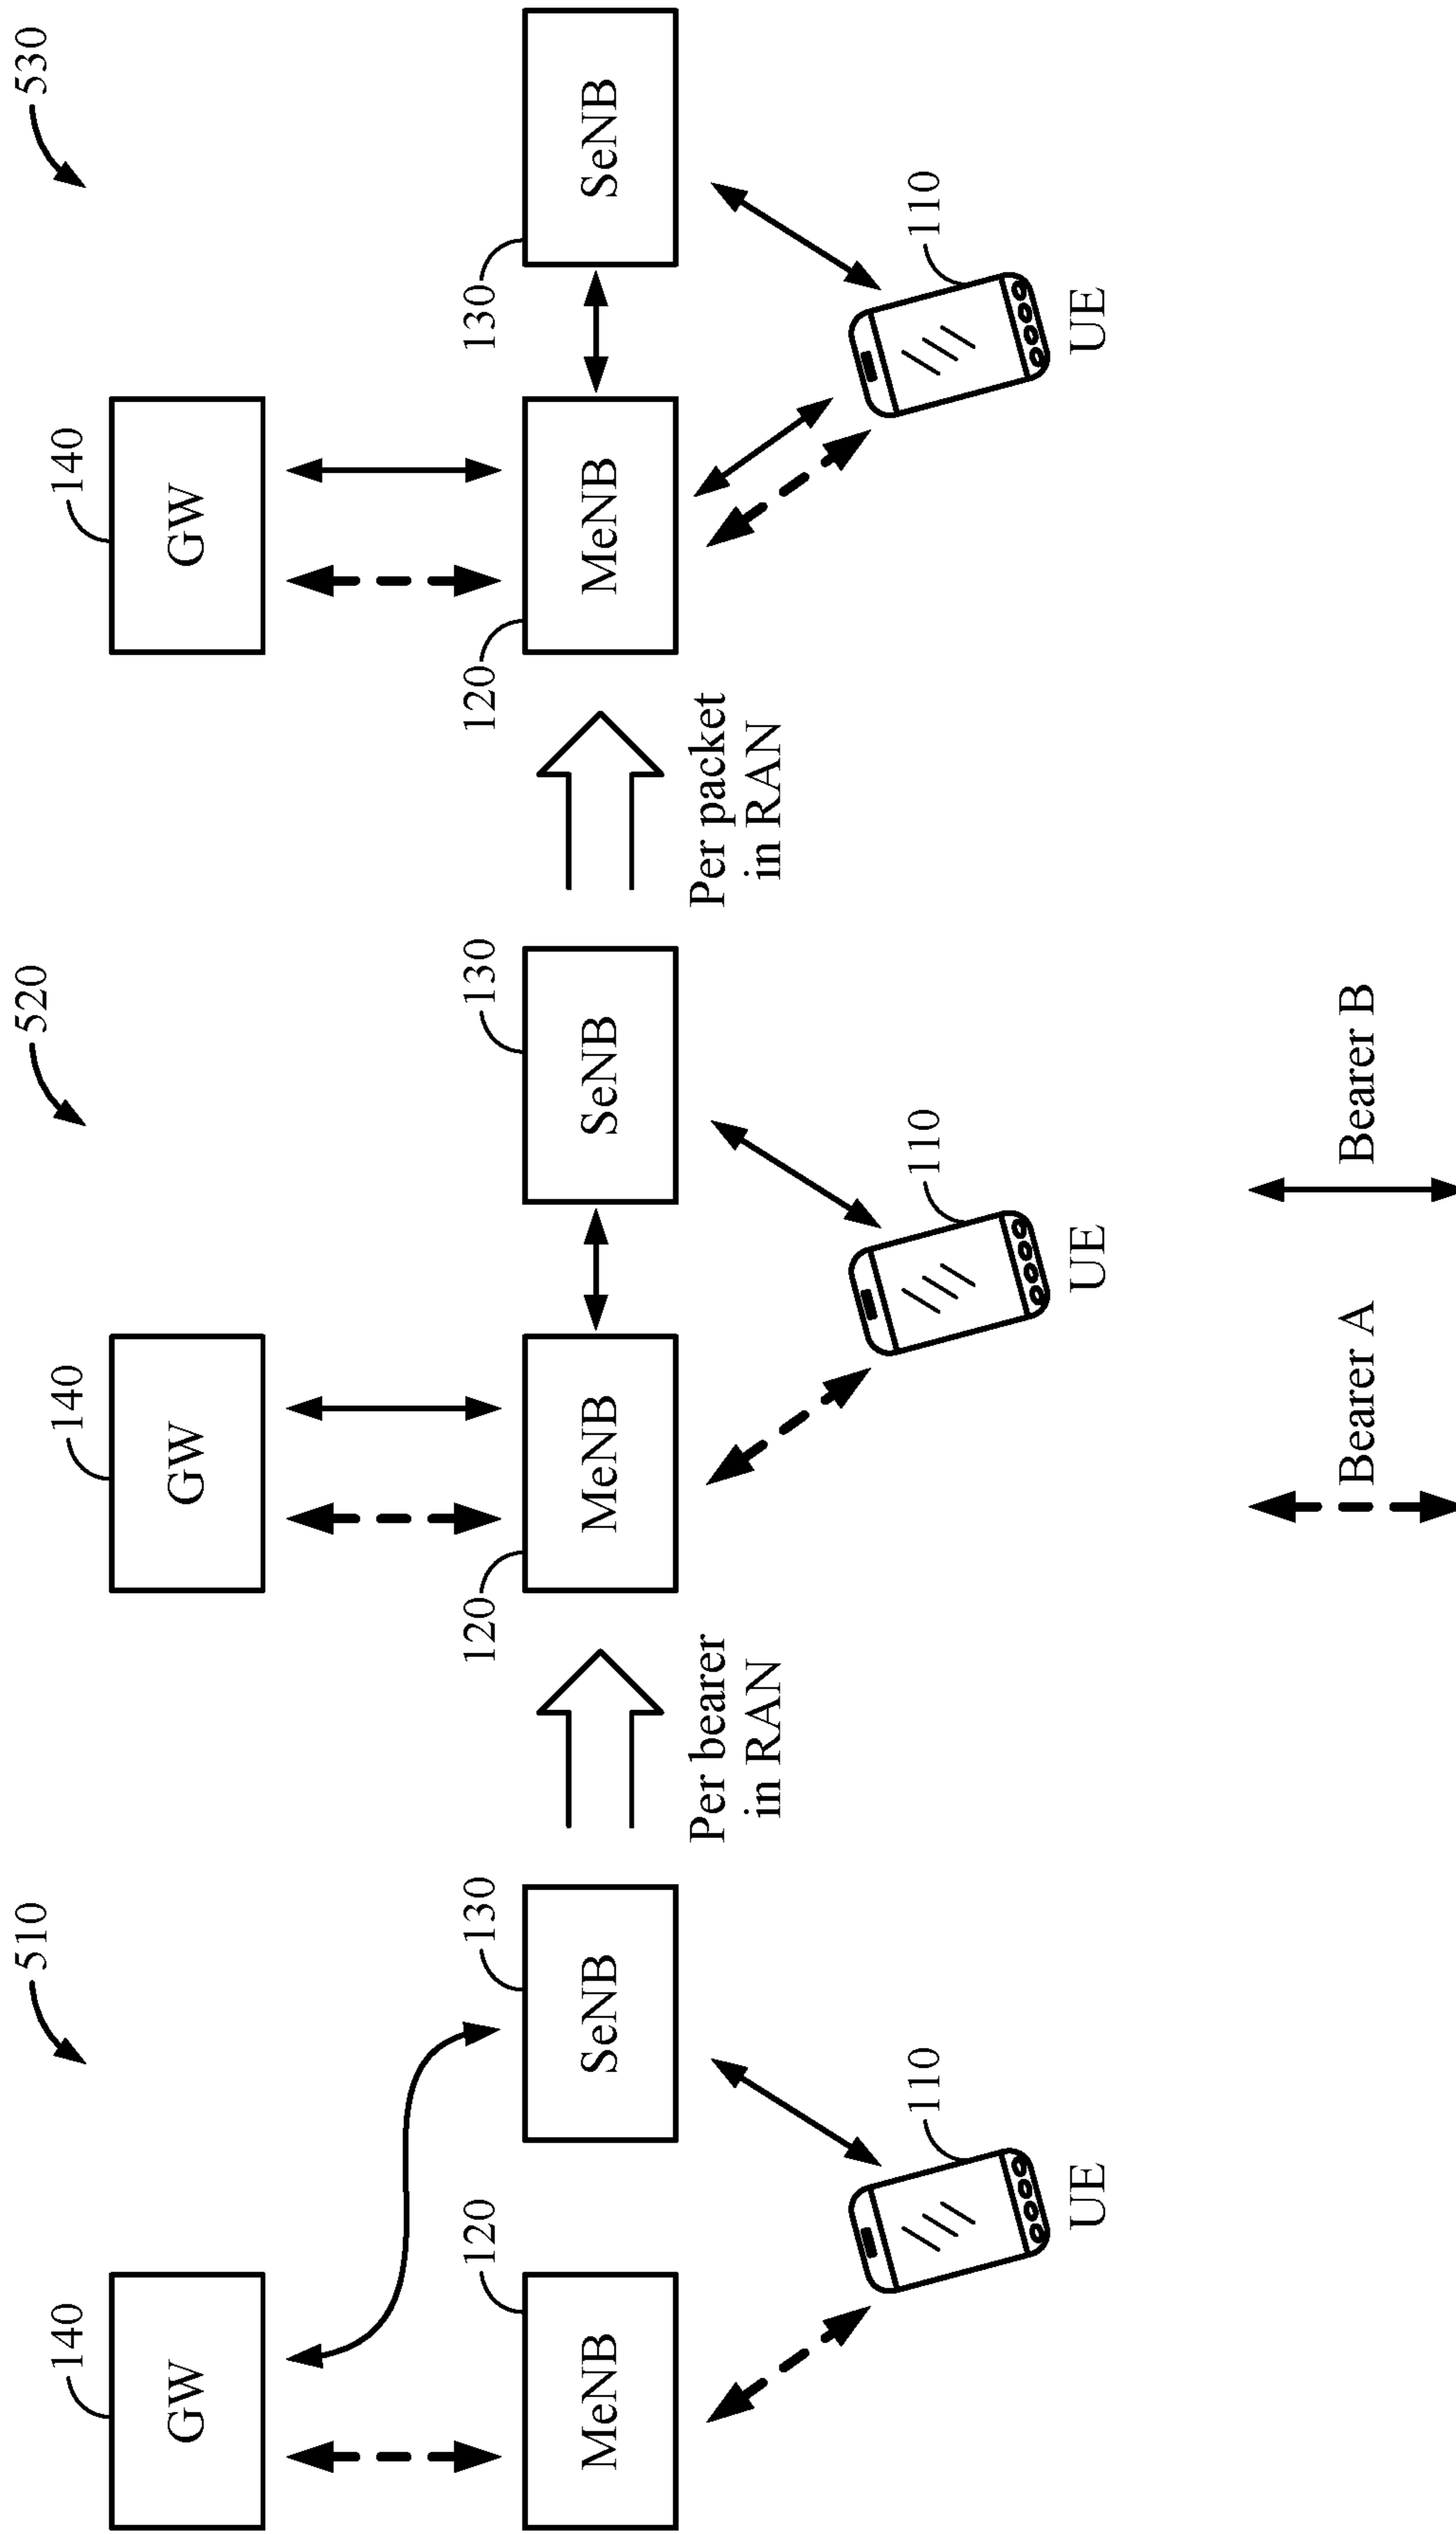 510
140
GW
120
MeNB
130
SeNB
110
UE
Per bearer
in RAN
520
140
GW
120
MeNB
130
SeNB
110
UE
Per packet
in RAN
530
140
GW
120
MeNB
130
SeNB
110
UE
Bearer A
Bearer B